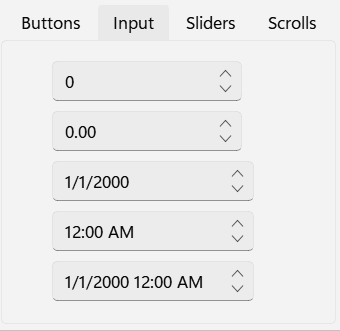 Buttons Input Sliders Scrolls
0
0.00
1/1/2000
12:00 AM
1/1/2000 12:00 AM